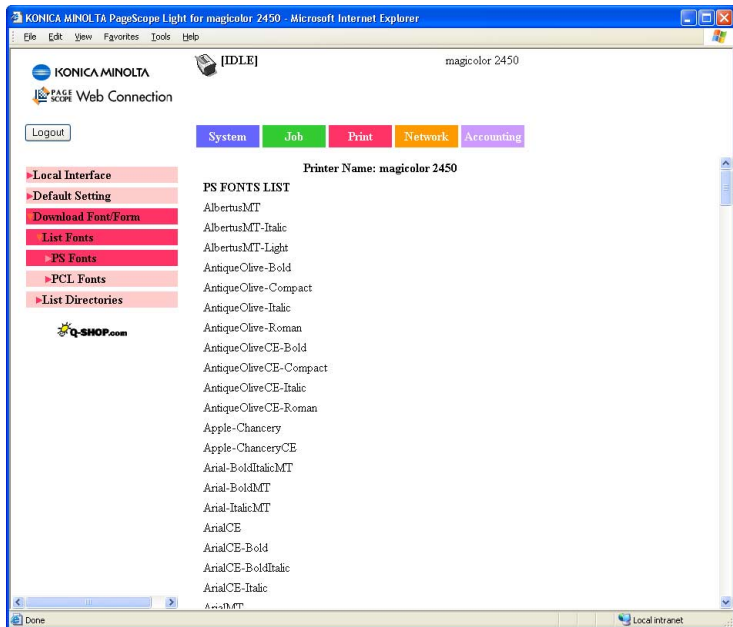 KONICA MINOLTA PageScope Light for magicolor 2450 - Microsoft Internet Explorer
File Edit View Favorites Tools Help
KONICA MINOLTA
PAGE SCOPE Web Connection
[IDLE]
magicolor 2450
Logout
System Job Print Network Accounting
Local Interface
Default Setting
Download Font/Form
List Fonts
PS Fonts
PCL Fonts
List Directories
Q-SHOP.com
Printer Name: magicolor 2450
PS FONTS LIST
AlbertusMT
AlbertusMT-Italic
AlbertusMT-Light
AntiqueOlive-Bold
AntiqueOlive-Compact
AntiqueOlive-Italic
AntiqueOlive-Roman
AntiqueOliveCE-Bold
AntiqueOliveCE-Compact
AntiqueOliveCE-Italic
AntiqueOliveCE-Roman
Apple-Chancery
Apple-ChanceryCE
Arial-BoldItalicMT
Arial-BoldMT
Arial-ItalicMT
ArialCE
ArialCE-Bold
ArialCE-BoldItalic
ArialCE-Italic
ArialMT
Done
Local intranet